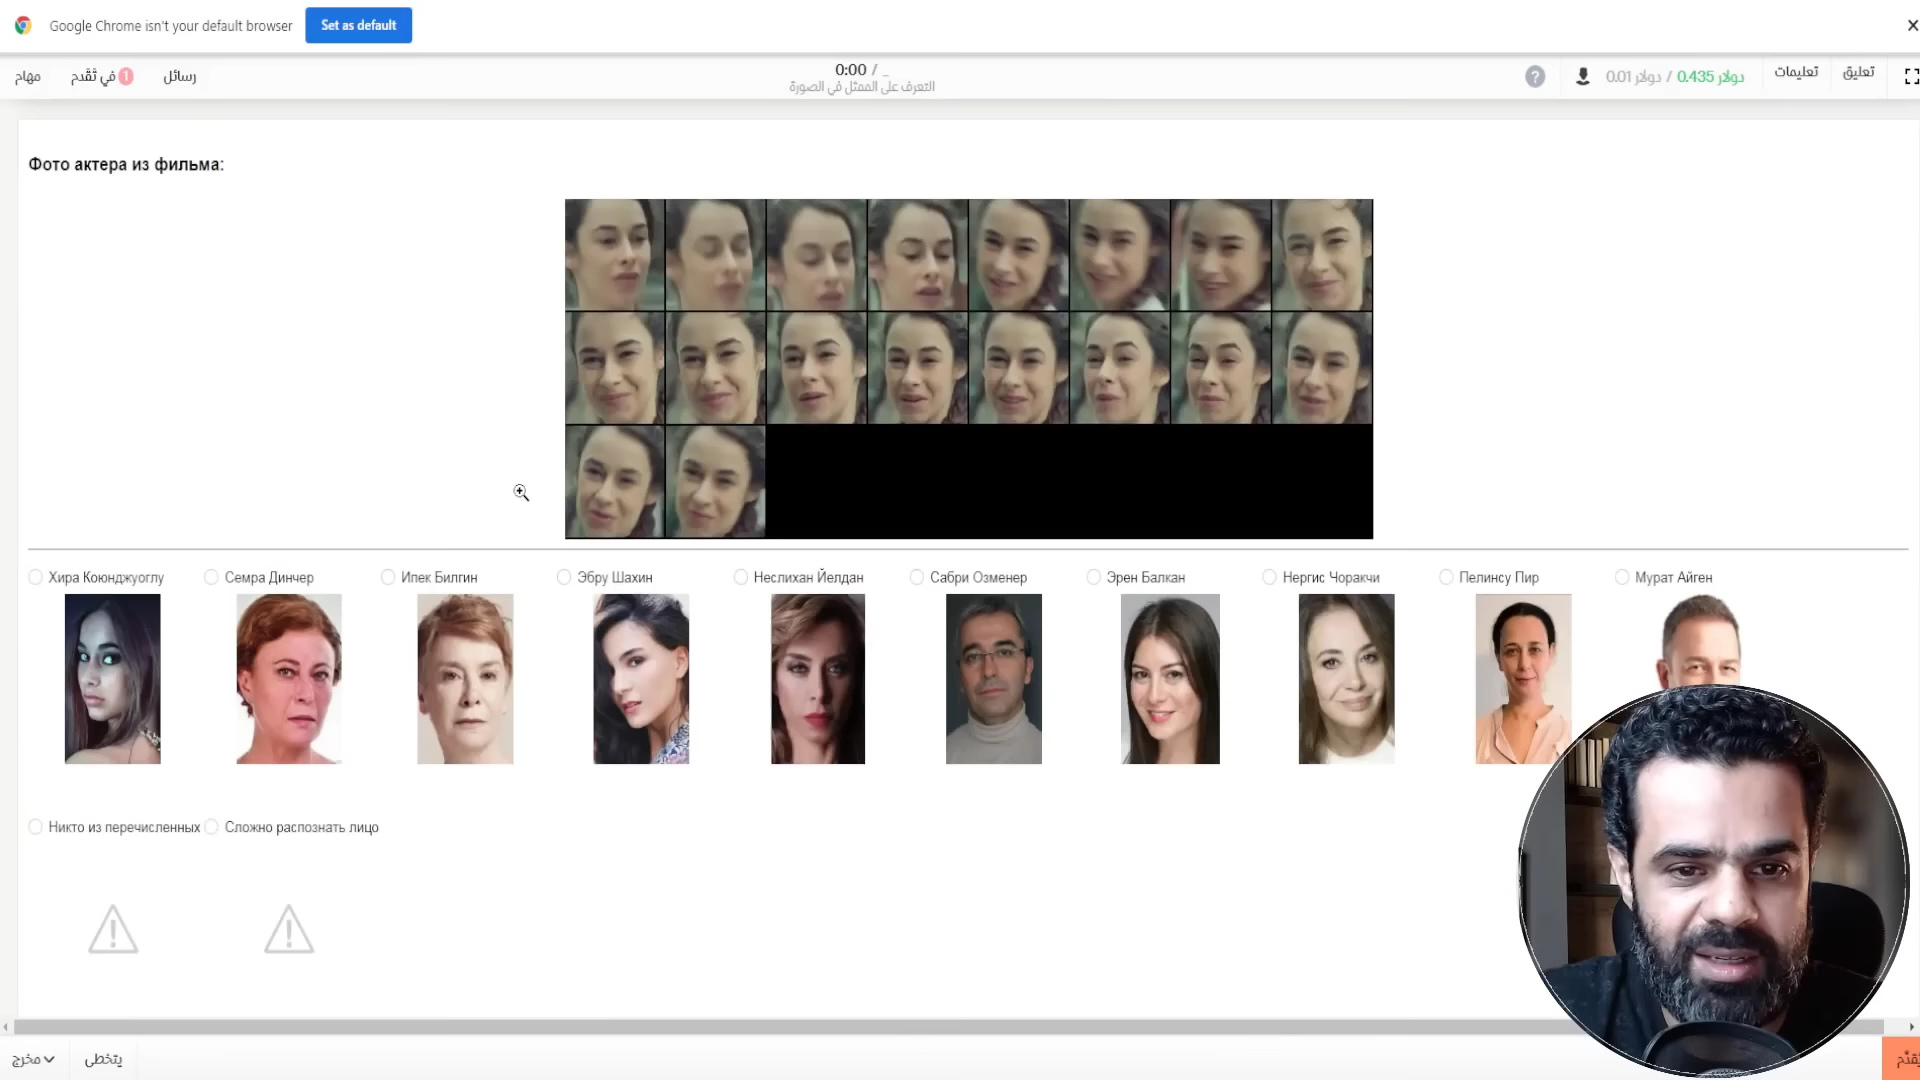 Google Chrome isn't your default browser
Set as default
مهام
في تَقَدم 1
رسائل
0:00 / _
التعرف على الممثل في الصورة
دولار 0.435 / دولار 0.01
تعليمات
تعليق
Фото актера из фильма:
Хира Коюнджуоглу
Семра Динчер
Ипек Билгин
Эбру Шахин
Неслихан Йелдан
Сабри Озменер
Эрен Балкан
Нергис Чоракчи
Пелинсу Пир
Мурат Айген
Никто из перечисленных
Сложно распознать лицо
مخرج
يتخطى